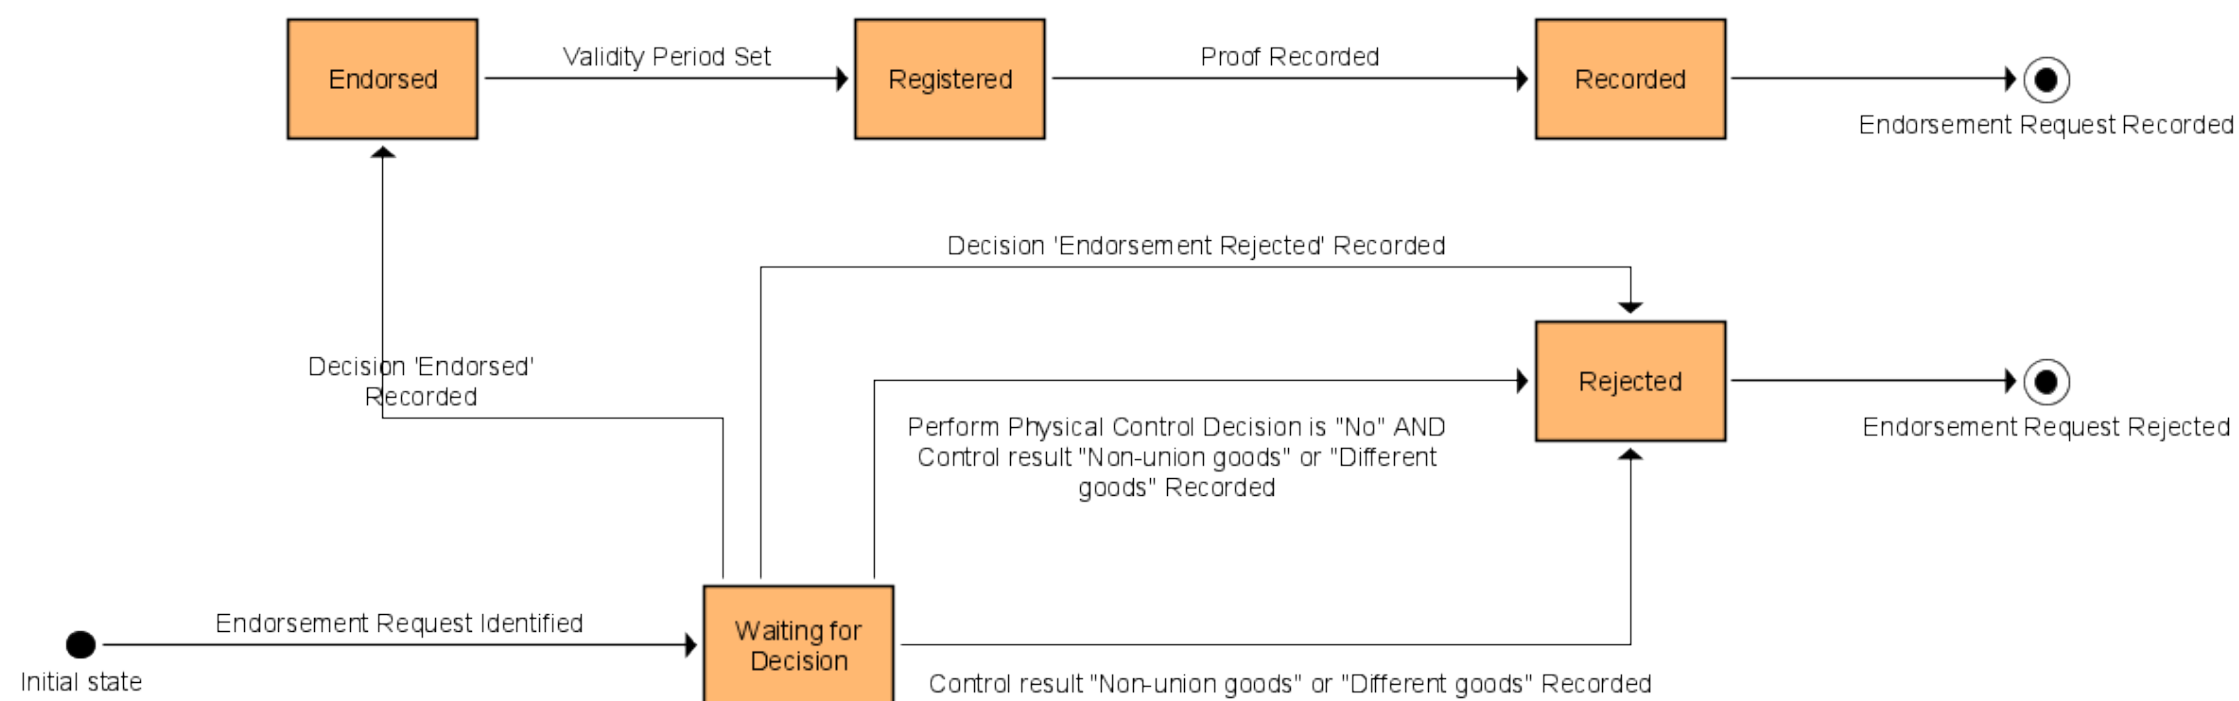 Endorsed
Validity Period Set
Registered
Proof Recorded
Recorded
Endorsement Request Recorded
Decision 'Endorsement Rejected' Recorded
Decision 'Endorsed'
Recorded
Rejected
Endorsement Request Rejected
Perform Physical Control Decision is "No" AND
Control result "Non-union goods" or "Different
goods" Recorded
Endorsement Request Identified
Initial state
Waiting for
Decision
Control result "Non-union goods" or "Different goods" Recorded